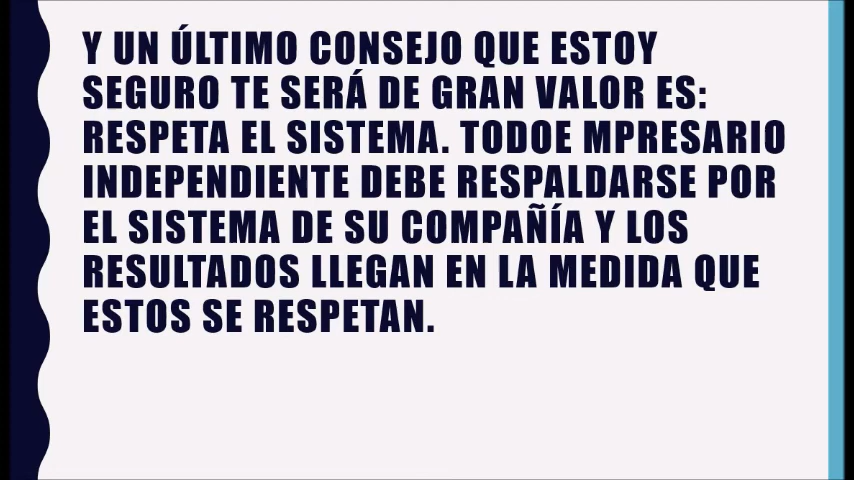 Y UN ÚLTIMO CONSEJO QUE ESTOY
SEGURO TE SERÁ DE GRAN VALOR ES:
RESPETA EL SISTEMA. TODOE MPRESARIO
INDEPENDIENTE DEBE RESPALDARSE POR
EL SISTEMA DE SU COMPAÑÍA Y LOS
RESULTADOS LLEGAN EN LA MEDIDA QUE
ESTOS SE RESPETAN.